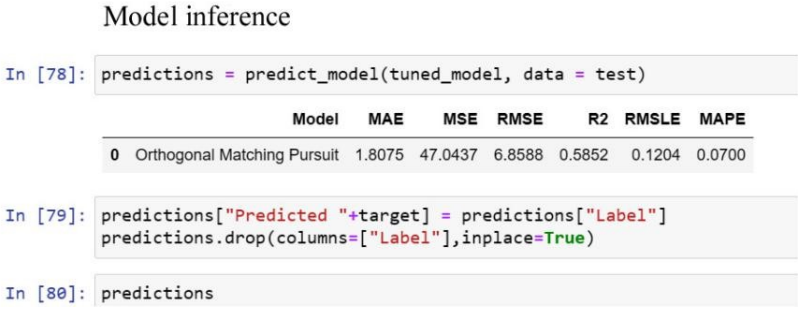 Model inference
In [78]: predictions = predict_model(tuned_model, data = test)
Model MAE MSE RMSE R2 RMSLE MAPE
0 Orthogonal Matching Pursuit 1.8075 47.0437 6.8588 0.5852 0.1204 0.0700
In [79]: predictions["Predicted "+target] = predictions["Label"]
predictions.drop(columns=["Label"],inplace=True)
In [80]: predictions